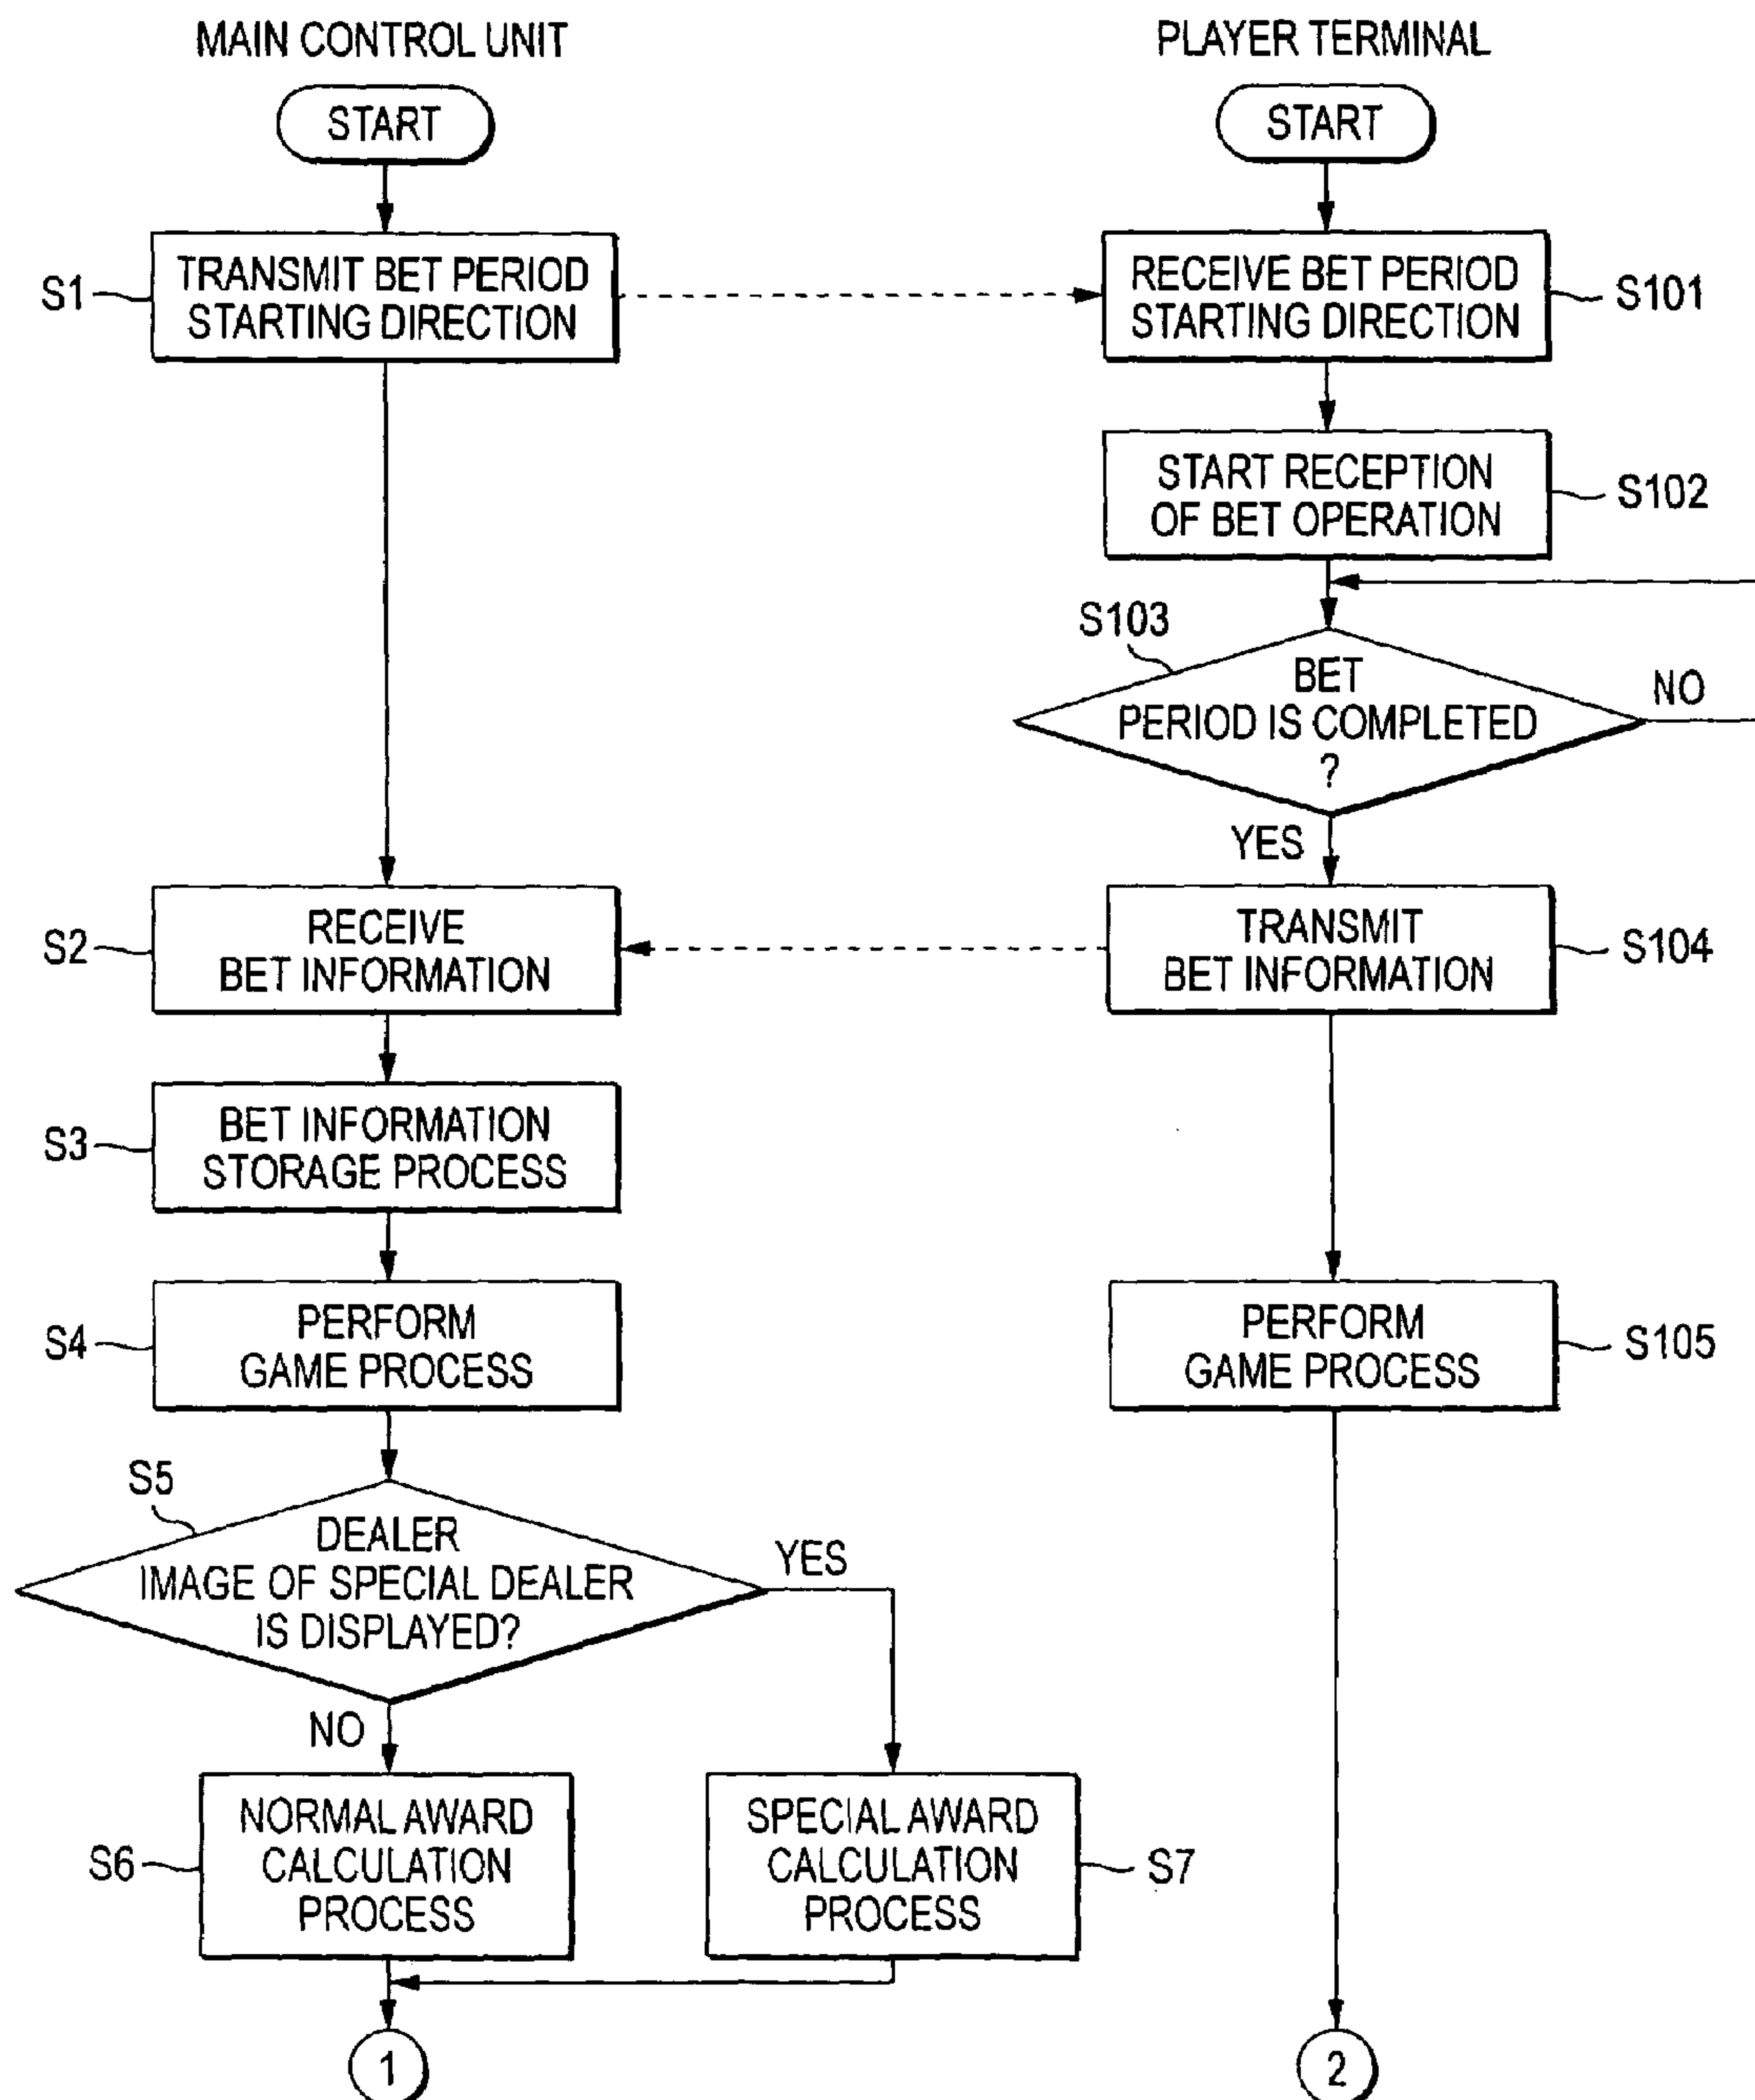 MAIN CONTROL UNIT
PLAYER TERMINAL
START
START
S1
TRANSMIT BET PERIOD
STARTING DIRECTION
RECEIVE BET PERIOD
STARTING DIRECTION
S101
START RECEPTION
OF BET OPERATION
S102
S103
BET
PERIOD IS COMPLETED
?
NO
YES
S2
RECEIVE
BET INFORMATION
TRANSMIT
BET INFORMATION
S104
S3
BET INFORMATION
STORAGE PROCESS
S4
PERFORM
GAME PROCESS
PERFORM
GAME PROCESS
S105
S5
DEALER
IMAGE OF SPECIAL DEALER
IS DISPLAYED?
YES
NO
S6
NORMAL AWARD
CALCULATION
PROCESS
SPECIAL AWARD
CALCULATION
PROCESS
S7
1
2